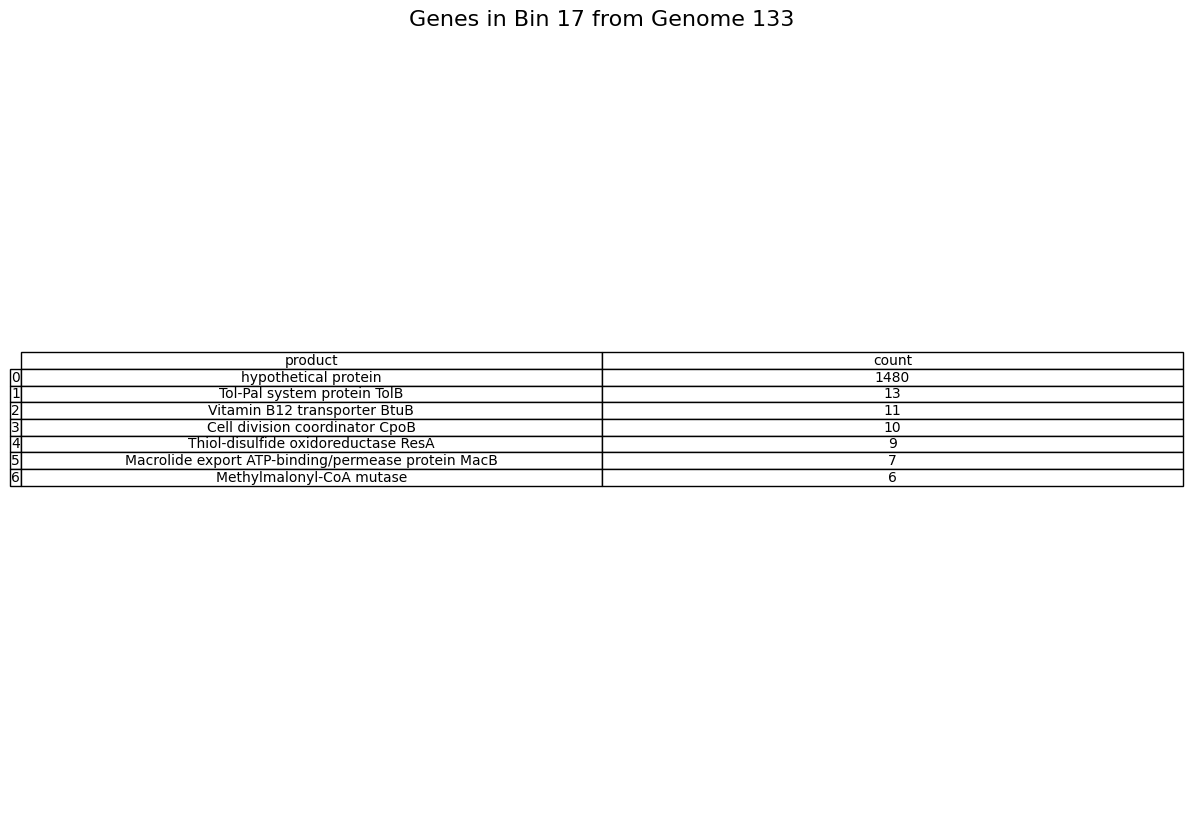 Genes in Bin 17 from Genome 133
product count
0 hypothetical protein 1480
1 Tol-Pal system protein TolB 13
2 Vitamin B12 transporter BtuB 11
3 Cell division coordinator CpoB 10
4 Thiol-disulfide oxidoreductase ResA 9
5 Macrolide export ATP-binding/permease protein MacB 7
6 Methylmalonyl-CoA mutase 6